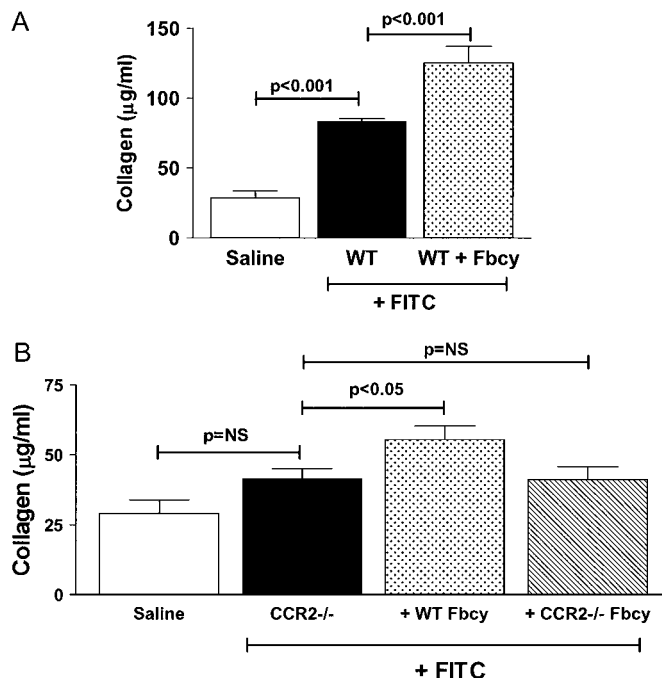 A
Collagen (µg/ml)
150
100
50
0
p<0.001
p<0.001
Saline
WT
WT + Fbcy
+ FITC
B
Collagen (µg/ml)
75
50
25
0
p=NS
p<0.05
p=NS
Saline
CCR2-/-
+ WT Fbcy
+ CCR2-/- Fbcy
+ FITC